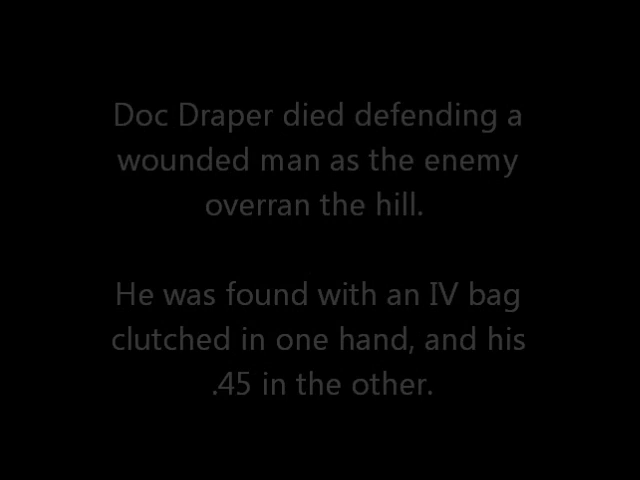 Doc Draper died defending a
wounded man as the enemy
overran the hill.
He was found with an IV bag
clutched in one hand, and his
.45 in the other.